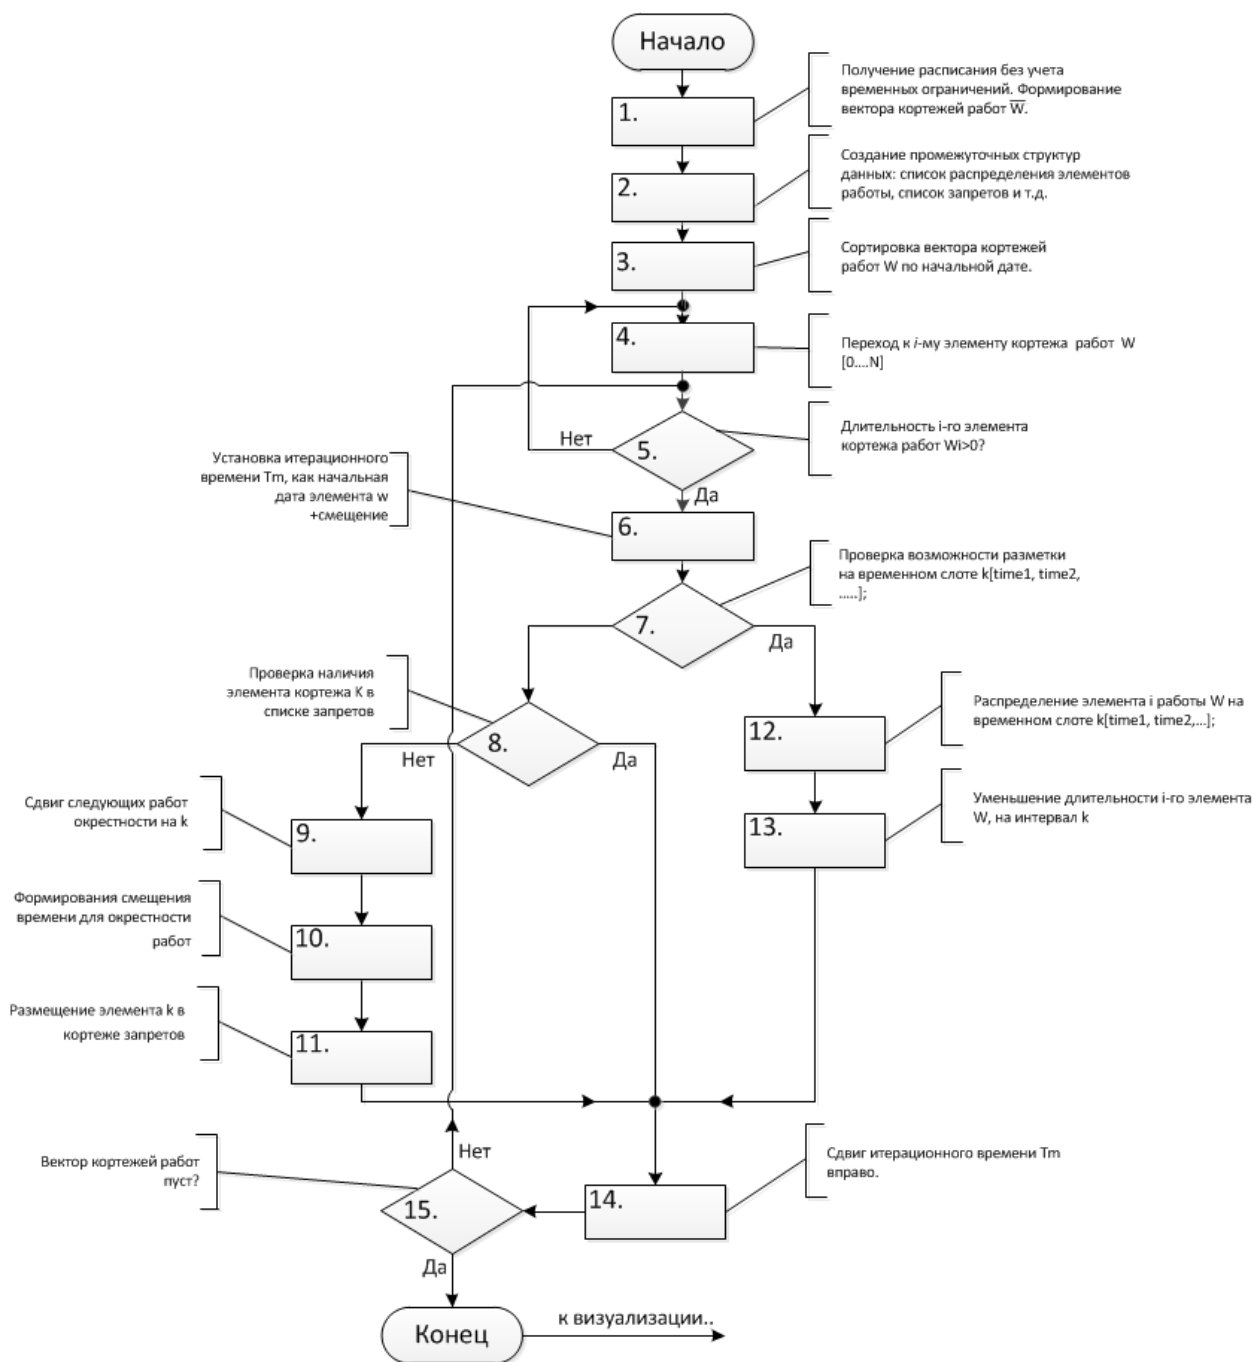 Начало
Получение расписания без учета
временных ограничений. Формирование
вектора кортежей работ W.
1.
Создание промежуточных структур
данных: список распределения элементов
работы, список запретов и т.д.
2.
Сортировка вектора кортежей
работ W по начальной дате.
3.
4.
Переход к i-му элементу кортежа работ W
[0....N]
Длительность i-го элемента
кортежа работ Wi>0?
Нет
5.
Да
Установка итерационного
времени Tm, как начальная
дата элемента w
+смещение
6.
Проверка возможности разметки
на временном слоте k[time1, time2,
.....];
7.
Да
Проверка наличия
элемента кортежа K в
списке запретов
8.
Нет
Да
Распределение элемента i работы W на
временном слоте k[time1, time2,...];
12.
Сдвиг следующих работ
окрестности на k
9.
Уменьшение длительности i-го элемента
W, на интервал k
13.
Формирования смещения
времени для окрестности
работ
10.
Размещение элемента k в
кортеже запретов
11.
Вектор кортежей работ
пуст?
Нет
15.
Да
14.
Сдвиг итерационного времени Tm
вправо.
Конец
к визуализации..